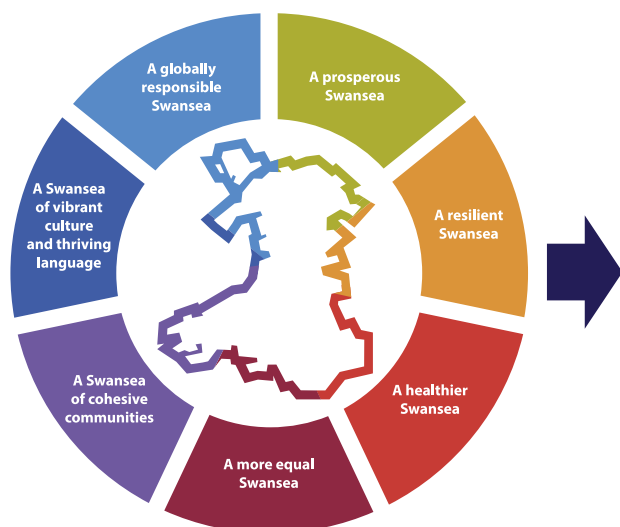 A globally
responsible
Swansea
A prosperous
Swansea
A resilient
Swansea
A healthier
Swansea
A more equal
Swansea
A Swansea
of cohesive
communities
A Swansea
of vibrant
culture
and thriving
language